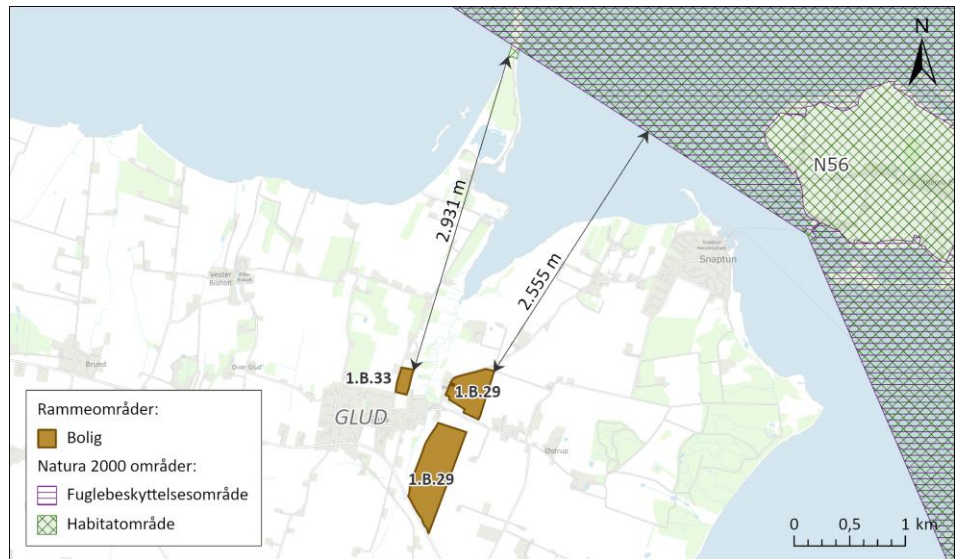 N
N56
2.931 m
2.555 m
Snaptun
Vester
Bisholt
Brund
Over Glud
1.B.33
1.B.29
GLUD
Østrup
1.B.29
Rammeområder:
Bolig
Natura 2000 områder:
Fuglebeskyttelsesområde
Habitatområde
0 0,5 1 km